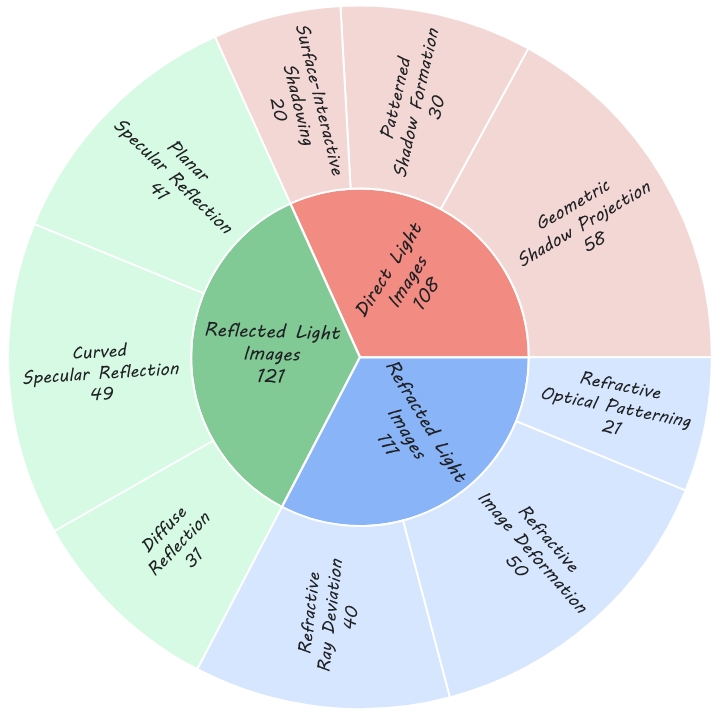 Surface-Interactive
Shadowing
20
Patterned
Shadow Formation
30
Geometric
Shadow Projection
58
Planar
Specular Reflection
41
Direct Light
Images
108
Reflected Light
Images
121
Curved
Specular Reflection
49
Refracted Light
Images
111
Refractive
Optical Patterning
21
Diffuse
Reflection
31
Refractive
Image Deformation
50
Refractive
Ray Deviation
40